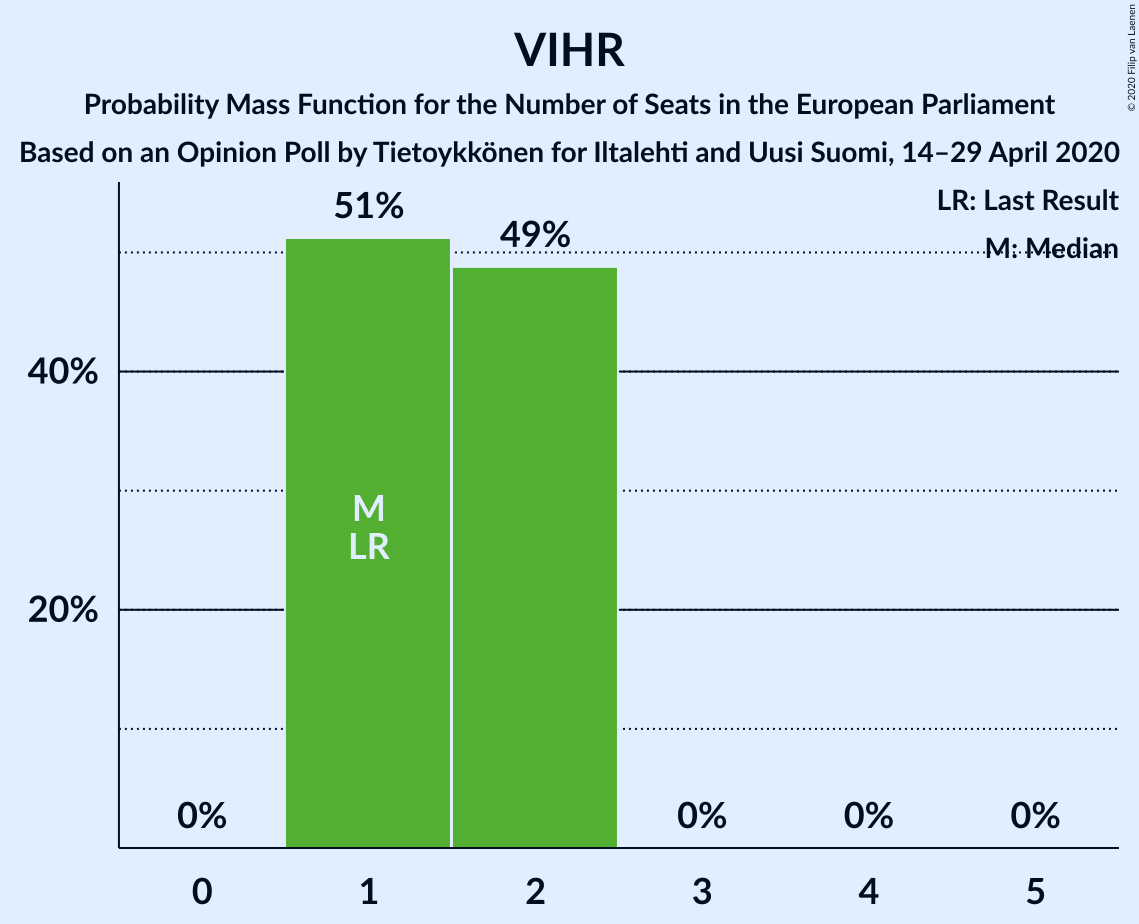 VIHR
Probability Mass Function for the Number of Seats in the European Parliament
Based on an Opinion Poll by Tietoykkönen for Iltalehti and Uusi Suomi, 14–29 April 2020
© 2020 Filip van Laenen
LR: Last Result
M: Median
51%
49%
40%
20%
M
LR
0%
0%
0%
0%
0
1
2
3
4
5